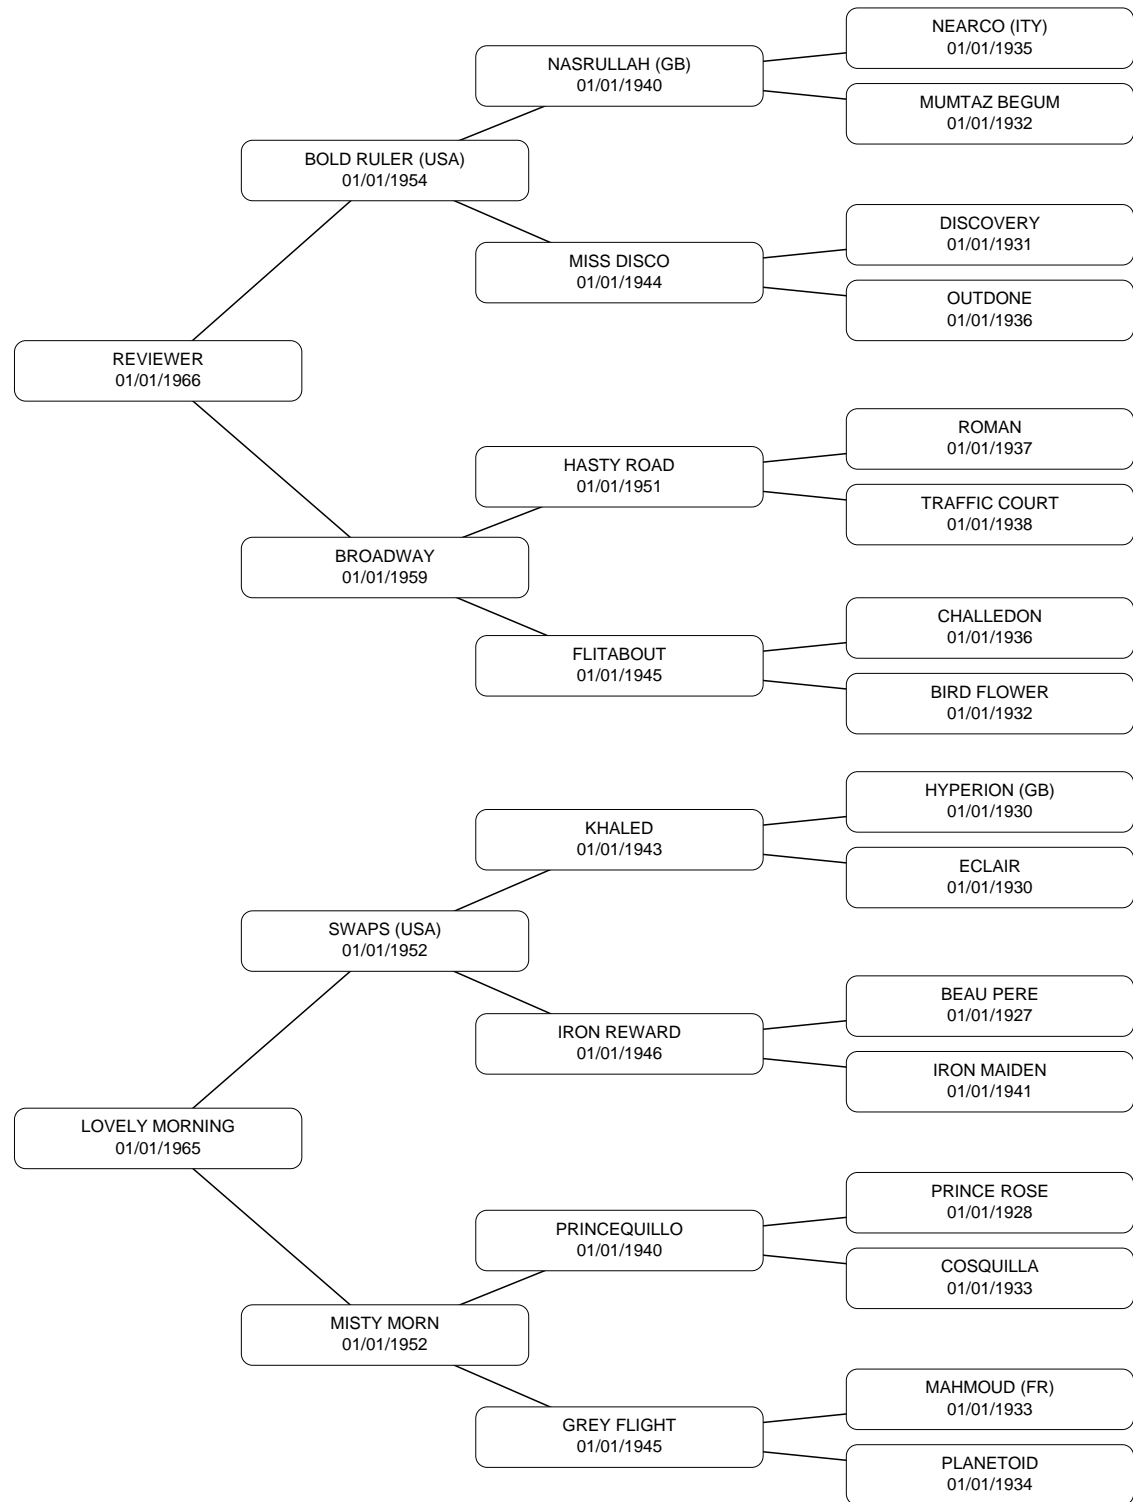 NEARCO (ITY)
01/01/1935
NASRULLAH (GB)
01/01/1940
MUMTAZ BEGUM
01/01/1932
BOLD RULER (USA)
01/01/1954
DISCOVERY
01/01/1931
MISS DISCO
01/01/1944
OUTDONE
01/01/1936
REVIEWER
01/01/1966
ROMAN
01/01/1937
HASTY ROAD
01/01/1951
TRAFFIC COURT
01/01/1938
BROADWAY
01/01/1959
CHALLEDON
01/01/1936
FLITABOUT
01/01/1945
BIRD FLOWER
01/01/1932
HYPERION (GB)
01/01/1930
KHALED
01/01/1943
ECLAIR
01/01/1930
SWAPS (USA)
01/01/1952
BEAU PERE
01/01/1927
IRON REWARD
01/01/1946
IRON MAIDEN
01/01/1941
LOVELY MORNING
01/01/1965
PRINCE ROSE
01/01/1928
PRINCEQUILLO
01/01/1940
COSQUILLA
01/01/1933
MISTY MORN
01/01/1952
MAHMOUD (FR)
01/01/1933
GREY FLIGHT
01/01/1945
PLANETOID
01/01/1934